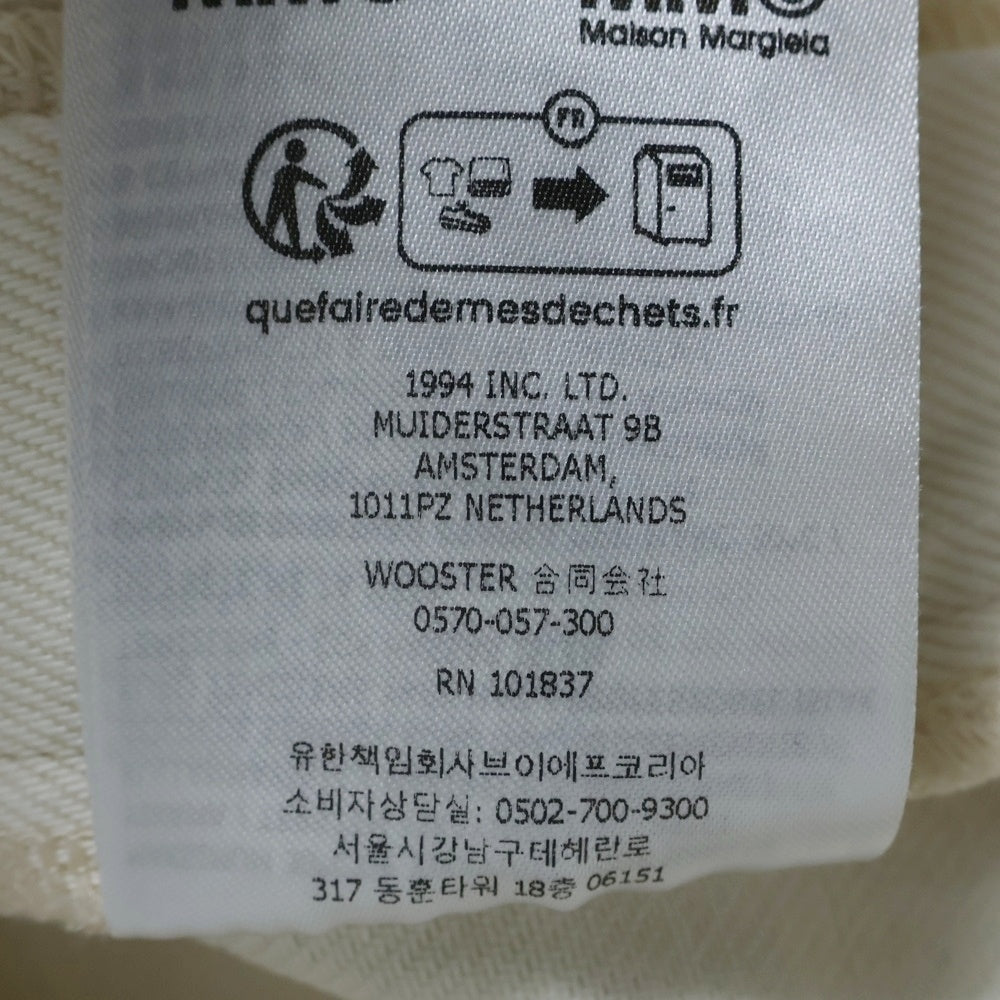 MM6
Maison Margiela
FR
quefairedemesdechets.fr
1994 INC. LTD.
MUIDERSTRAAT 9B
AMSTERDAM,
1011PZ NETHERLANDS
WOOSTER 合同会社
0570-057-300
RN 101837
유한책임회사브이에프코리아
소비자상담실: 0502-700-9300
서울시강남구테헤란로
317 동훈타워 18층 06151